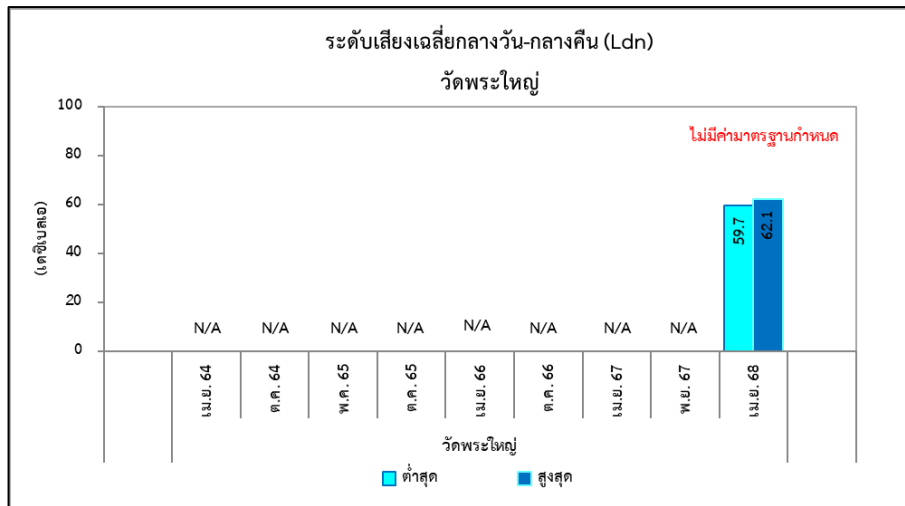 ระดับเสียงเฉลี่ยกลางวัน-กลางคืน (Ldn)
วัดพระใหญ่
ไม่มีค่ามาตรฐานกำหนด
(เดซิเบลเอ)
100
80
60
40
20
0
N/A N/A N/A N/A N/A N/A N/A N/A 59.7 62.1
เม.ย. 64 ต.ค. 64 พ.ค. 65 ต.ค. 65 เม.ย. 66 ต.ค. 66 เม.ย. 67 พ.ย. 67 เม.ย. 68
วัดพระใหญ่
ต่ำสุด สูงสุด